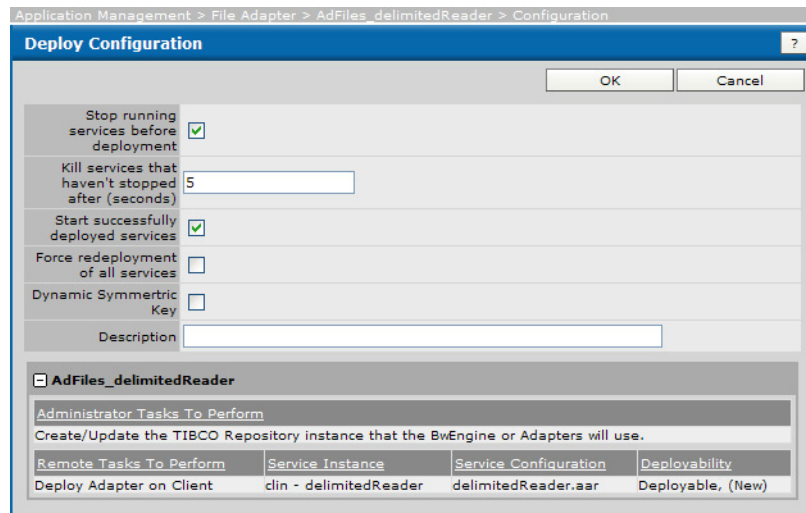 Application Management > File Adapter > AdFiles_delimitedReader > Configuration
Deploy Configuration
?
OK Cancel
Stop running
services before
deployment
Kill services that
haven't stopped
after (seconds)
5
Start successfully
deployed services
Force redeployment
of all services
Dynamic Symmertric
Key
Description
AdFiles_delimitedReader
Administrator Tasks To Perform
Create/Update the TIBCO Repository instance that the BwEngine or Adapters will use.
Remote Tasks To Perform Service Instance Service Configuration Deployability
Deploy Adapter on Client clin - delimitedReader delimitedReader.aar Deployable, (New)